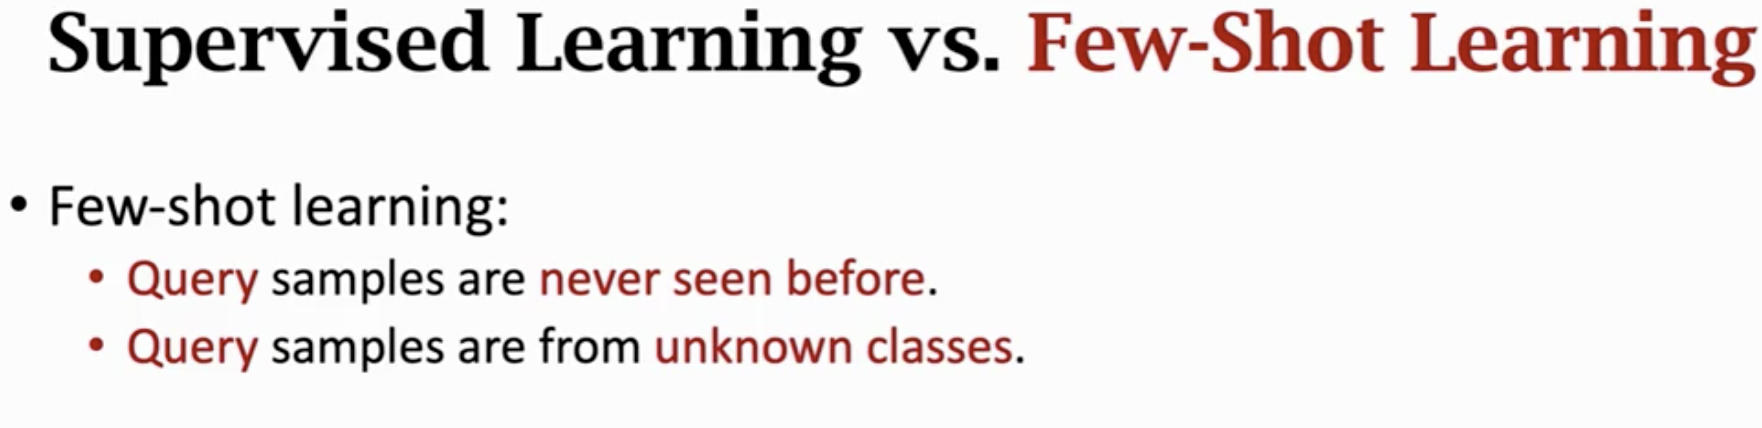 Supervised Learning vs. Few-Shot Learning
• Few-shot learning:
• Query samples are never seen before.
• Query samples are from unknown classes.